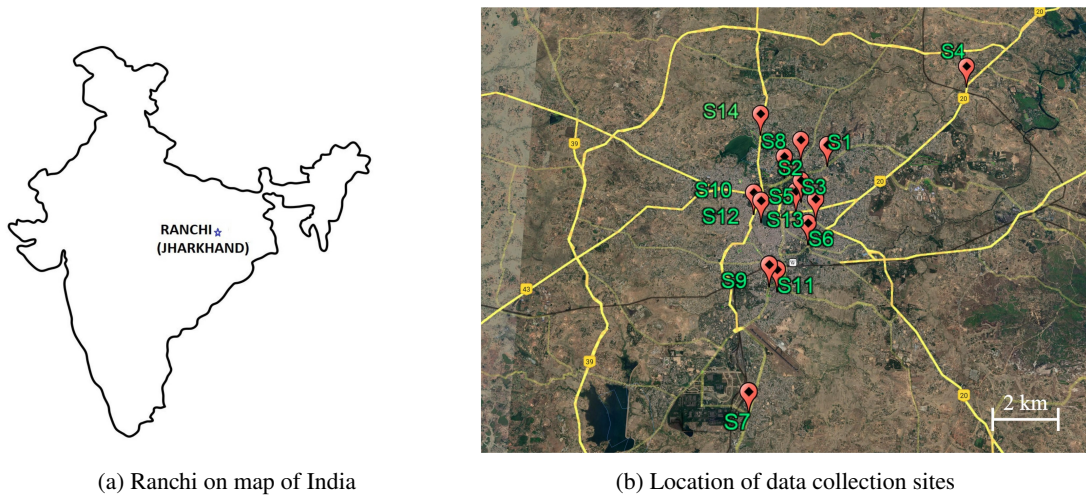 RANCHI
(JHARKHAND)
20
S4
20
S14
39
S8
S1
S2
20
S10
S5
S3
S12
S13
S6
S9
S11
43
39
20
2 km
S7
(a) Ranchi on map of India
(b) Location of data collection sites